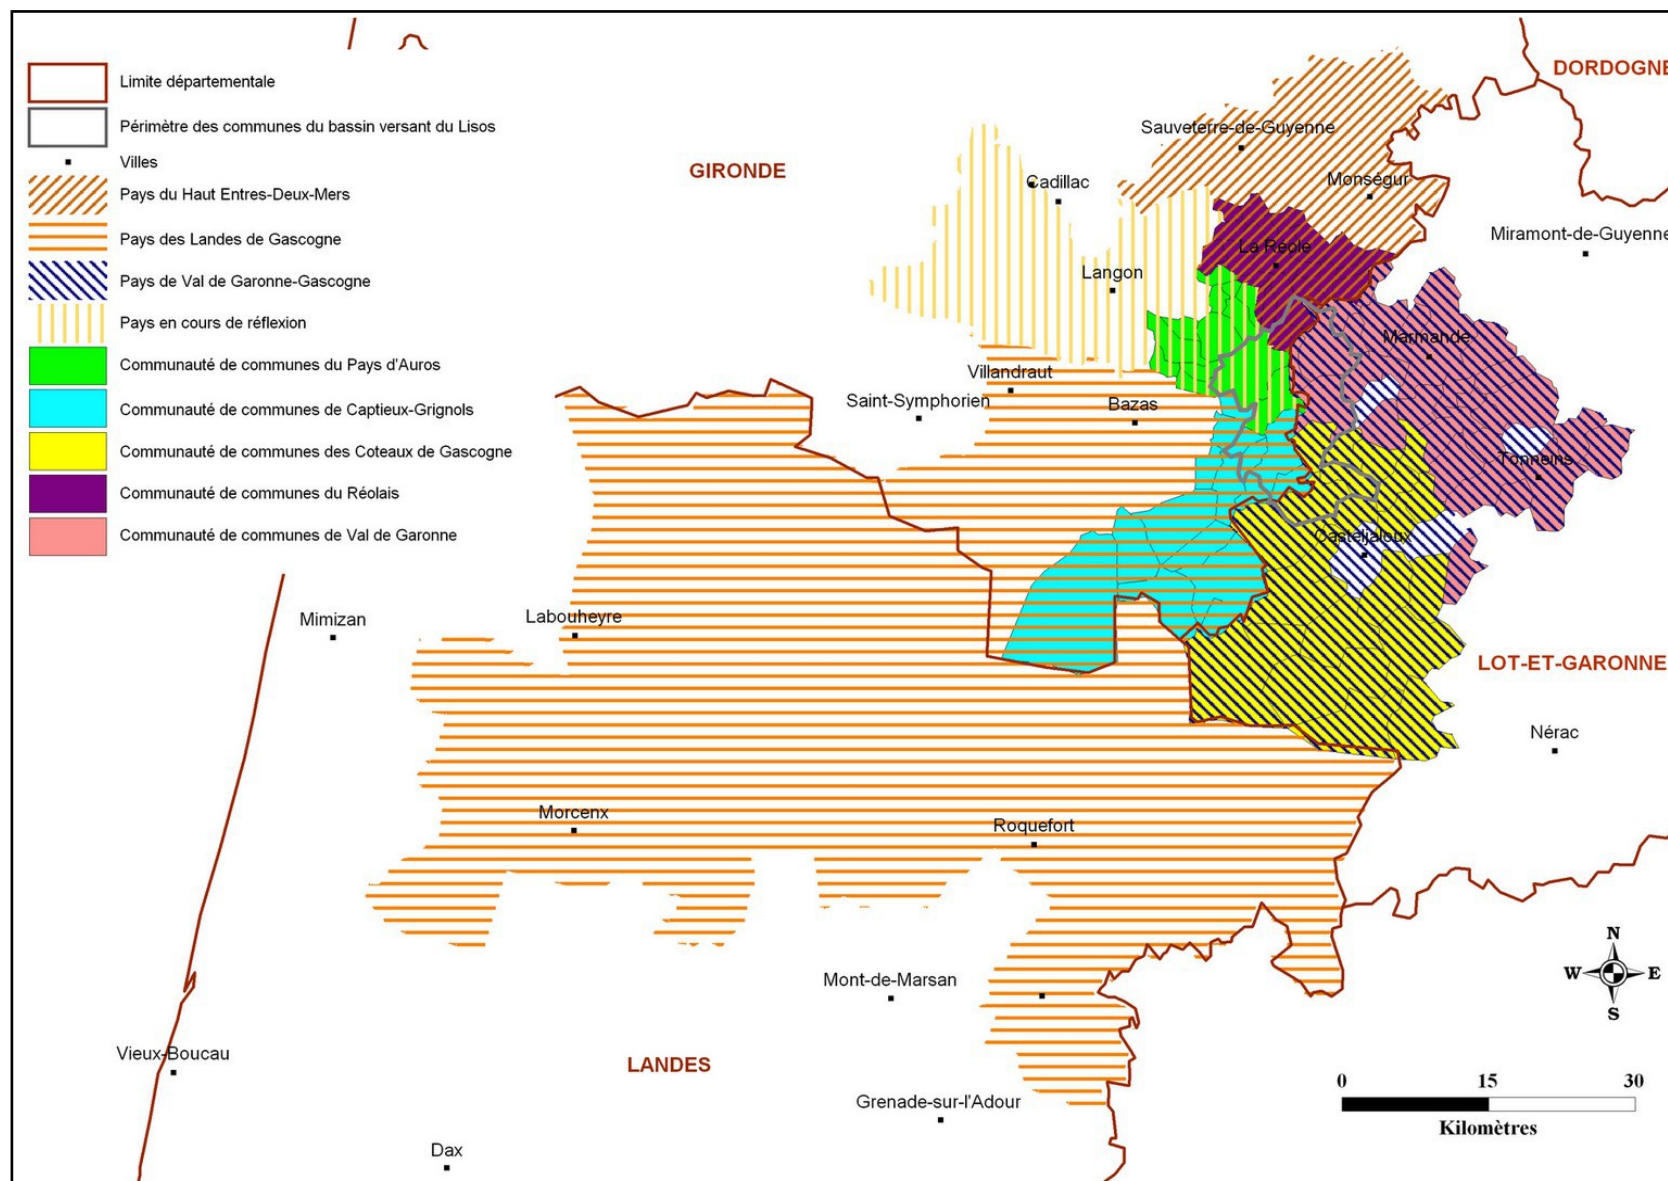 Limite départementale
Périmètre des communes du bassin versant du Lisos
Villes
Pays du Haut Entres-Deux-Mers
Pays des Landes de Gascogne
Pays de Val de Garonne-Gascogne
Pays en cours de réflexion
Communauté de communes du Pays d'Auros
Communauté de communes de Captieux-Grignols
Communauté de communes des Coteaux de Gascogne
Communauté de communes du Réolais
Communauté de communes de Val de Garonne
DORDOGNE
Sauveterre-de-Guyenne
GIRONDE
Cadillac
Monségur
Miramont-de-Guyenne
La Réole
Langon
Marmande
Villandraut
Saint-Symphorien
Bazas
Tonneins
Casteljaloux
Mimizan
Labouheyre
LOT-ET-GARONNE
Nérac
Morcenx
Roquefort
Mont-de-Marsan
N
W
E
S
Vieux-Boucau
LANDES
Grenade-sur-l'Adour
0 15 30
Kilomètres
Dax